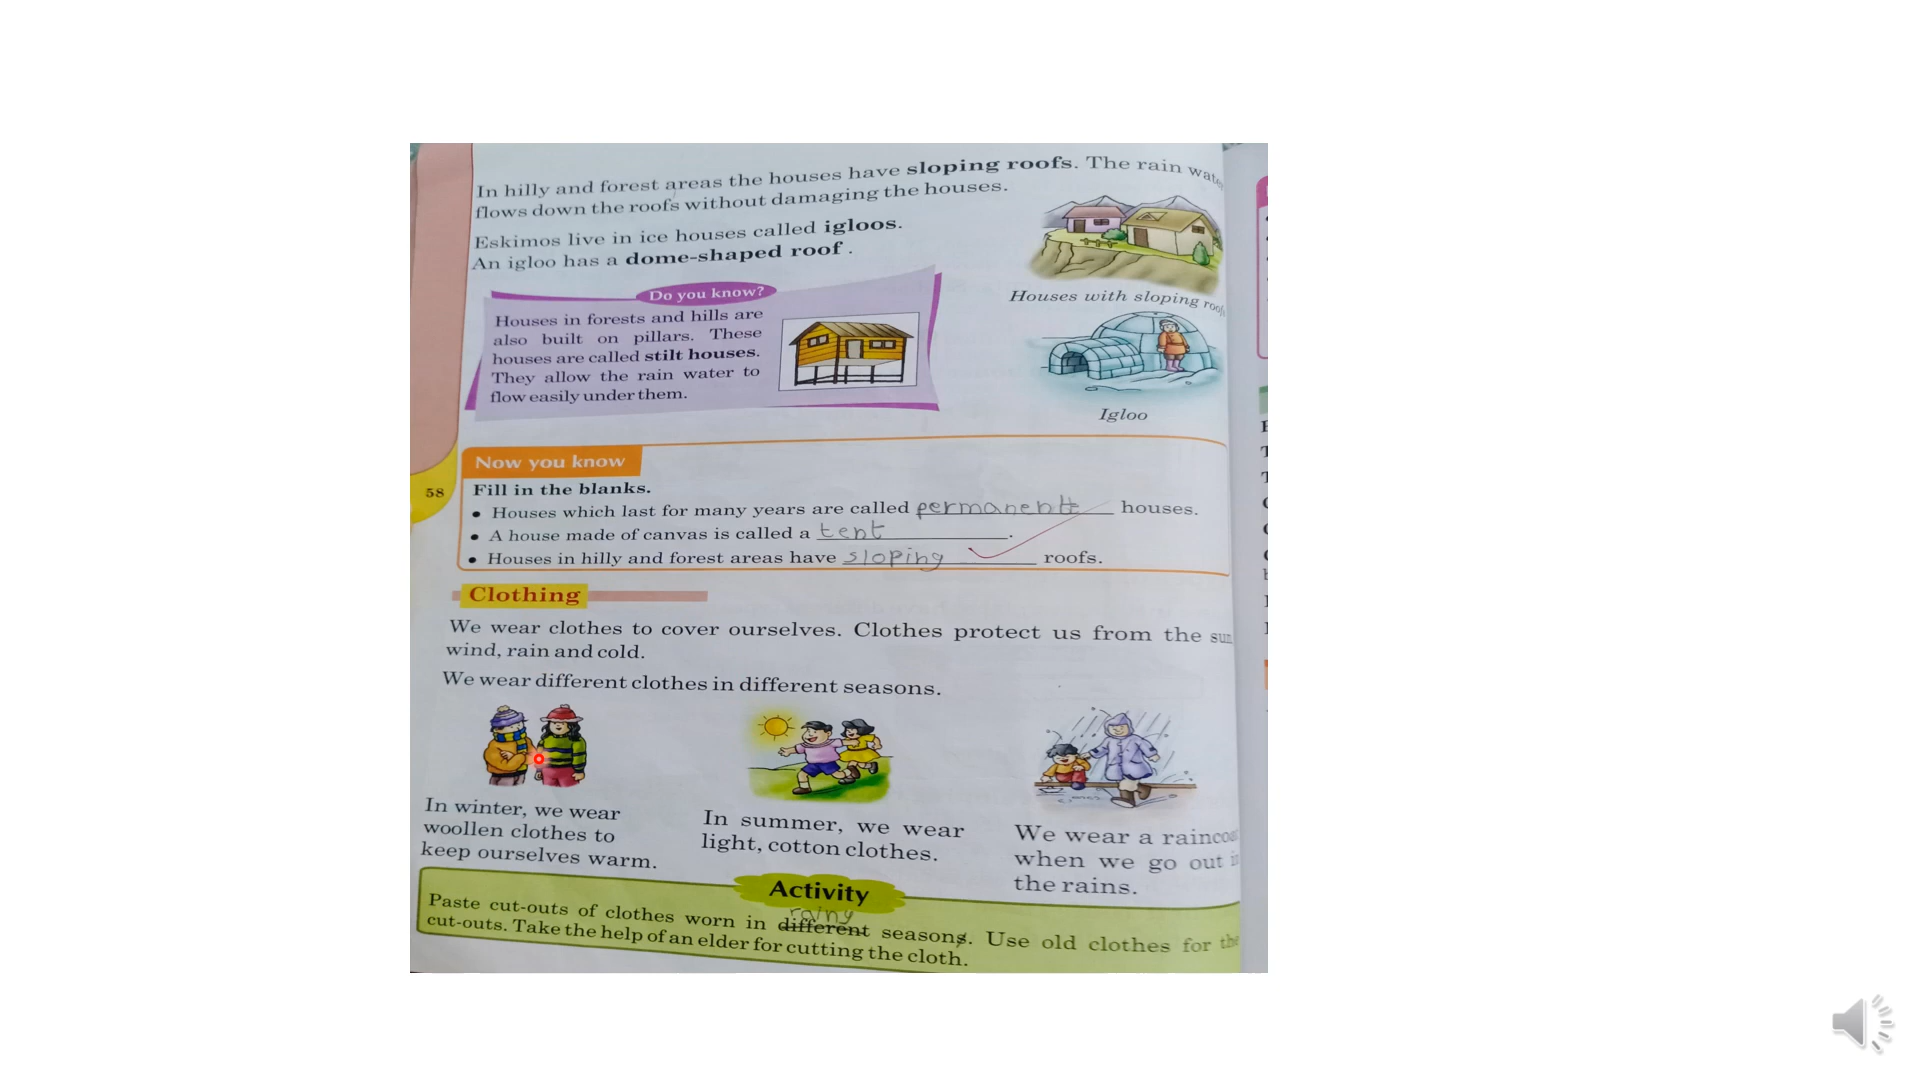 In hilly and forest areas the houses have sloping roofs. The rain wate
flows down the roofs without damaging the houses.
Eskimos live in ice houses called igloos.
An igloo has a dome-shaped roof .
Houses with sloping roofs
Do you know?
Houses in forests and hills are
also built on pillars. These
houses are called stilt houses.
They allow the rain water to
flow easily under them.
Igloo
Now you know
58
Fill in the blanks.
• Houses which last for many years are called permanent houses.
• A house made of canvas is called a tent.
• Houses in hilly and forest areas have sloping roofs.
Clothing
We wear clothes to cover ourselves. Clothes protect us from the sun
wind, rain and cold.
We wear different clothes in different seasons.
In winter, we wear
woollen clothes to
keep ourselves warm.
In summer, we wear
light, cotton clothes.
We wear a raincoat
when we go out in
the rains.
Activity
rainy
Paste cut-outs of clothes worn in different seasons. Use old clothes for the
cut-outs. Take the help of an elder for cutting the cloth.